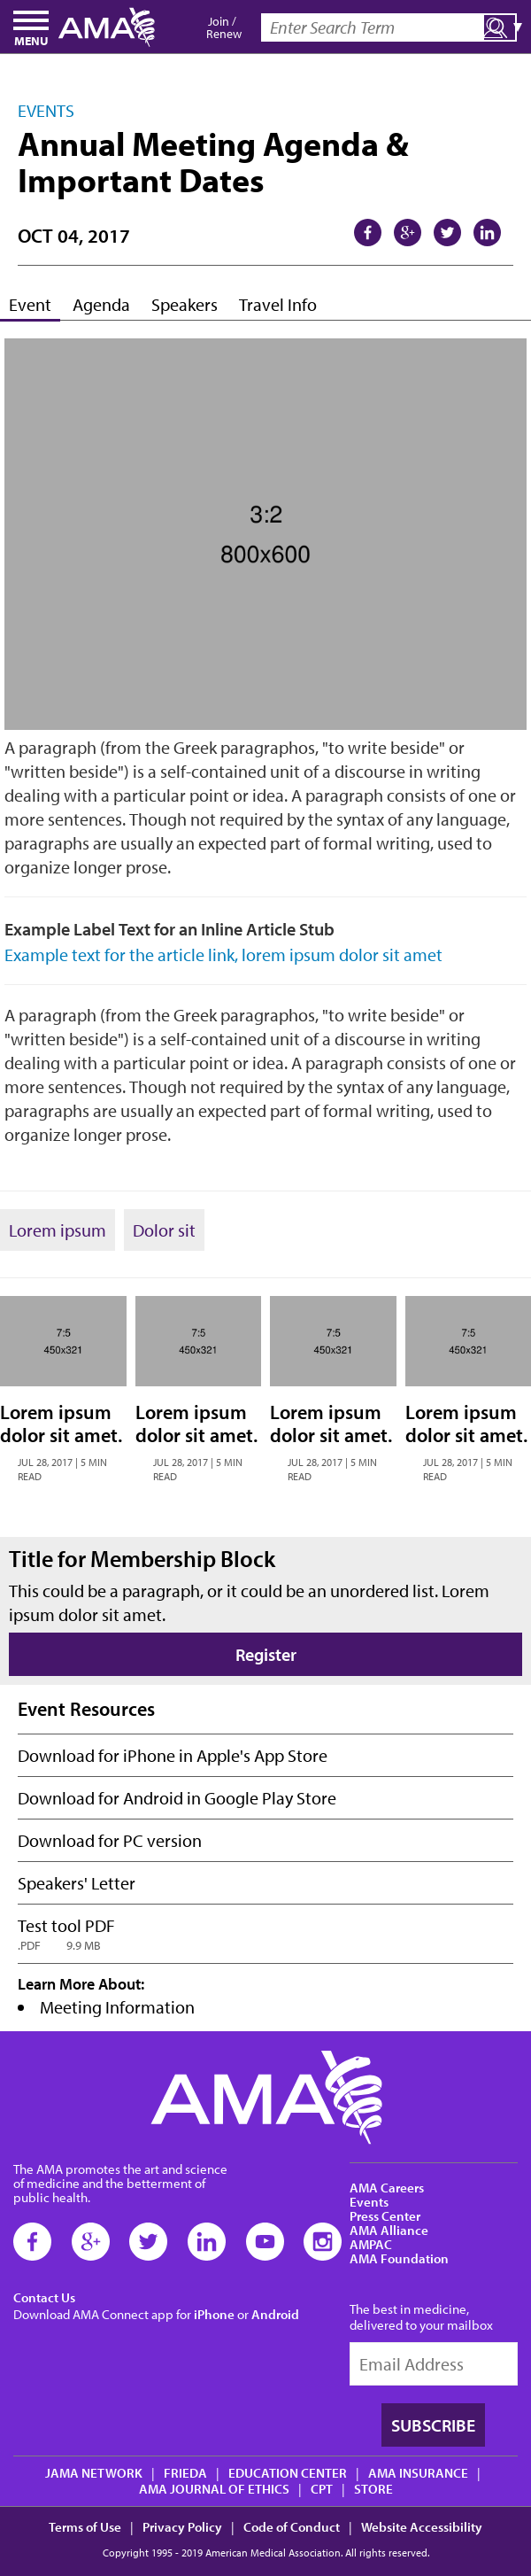 MENU
AMA
Join /
Renew
Enter Search Term
EVENTS
Annual Meeting Agenda &
Important Dates
OCT 04, 2017
Event Agenda Speakers Travel Info
3:2
800x600
A paragraph (from the Greek paragraphos, "to write beside" or
"written beside") is a self-contained unit of a discourse in writing
dealing with a particular point or idea. A paragraph consists of one or
more sentences. Though not required by the syntax of any language,
paragraphs are usually an expected part of formal writing, used to
organize longer prose.
Example Label Text for an Inline Article Stub
Example text for the article link, lorem ipsum dolor sit amet
A paragraph (from the Greek paragraphos, "to write beside" or
"written beside") is a self-contained unit of a discourse in writing
dealing with a particular point or idea. A paragraph consists of one or
more sentences. Though not required by the syntax of any language,
paragraphs are usually an expected part of formal writing, used to
organize longer prose.
Lorem ipsum Dolor sit
7:5
450x321
Lorem ipsum
dolor sit amet.
JUL 28, 2017 | 5 MIN
READ
7:5
450x321
Lorem ipsum
dolor sit amet.
JUL 28, 2017 | 5 MIN
READ
7:5
450x321
Lorem ipsum
dolor sit amet.
JUL 28, 2017 | 5 MIN
READ
7:5
450x321
Lorem ipsum
dolor sit amet.
JUL 28, 2017 | 5 MIN
READ
Title for Membership Block
This could be a paragraph, or it could be an unordered list. Lorem
ipsum dolor sit amet.
Register
Event Resources
Download for iPhone in Apple's App Store
Download for Android in Google Play Store
Download for PC version
Speakers' Letter
Test tool PDF
.PDF 9.9 MB
Learn More About:
• Meeting Information
AMA
The AMA promotes the art and science
of medicine and the betterment of
public health.
Contact Us
Download AMA Connect app for iPhone or Android
AMA Careers
Events
Press Center
AMA Alliance
AMPAC
AMA Foundation
The best in medicine,
delivered to your mailbox
Email Address
SUBSCRIBE
JAMA NETWORK | FRIEDA | EDUCATION CENTER | AMA INSURANCE |
AMA JOURNAL OF ETHICS | CPT | STORE
Terms of Use | Privacy Policy | Code of Conduct | Website Accessibility
Copyright 1995 - 2019 American Medical Association. All rights reserved.